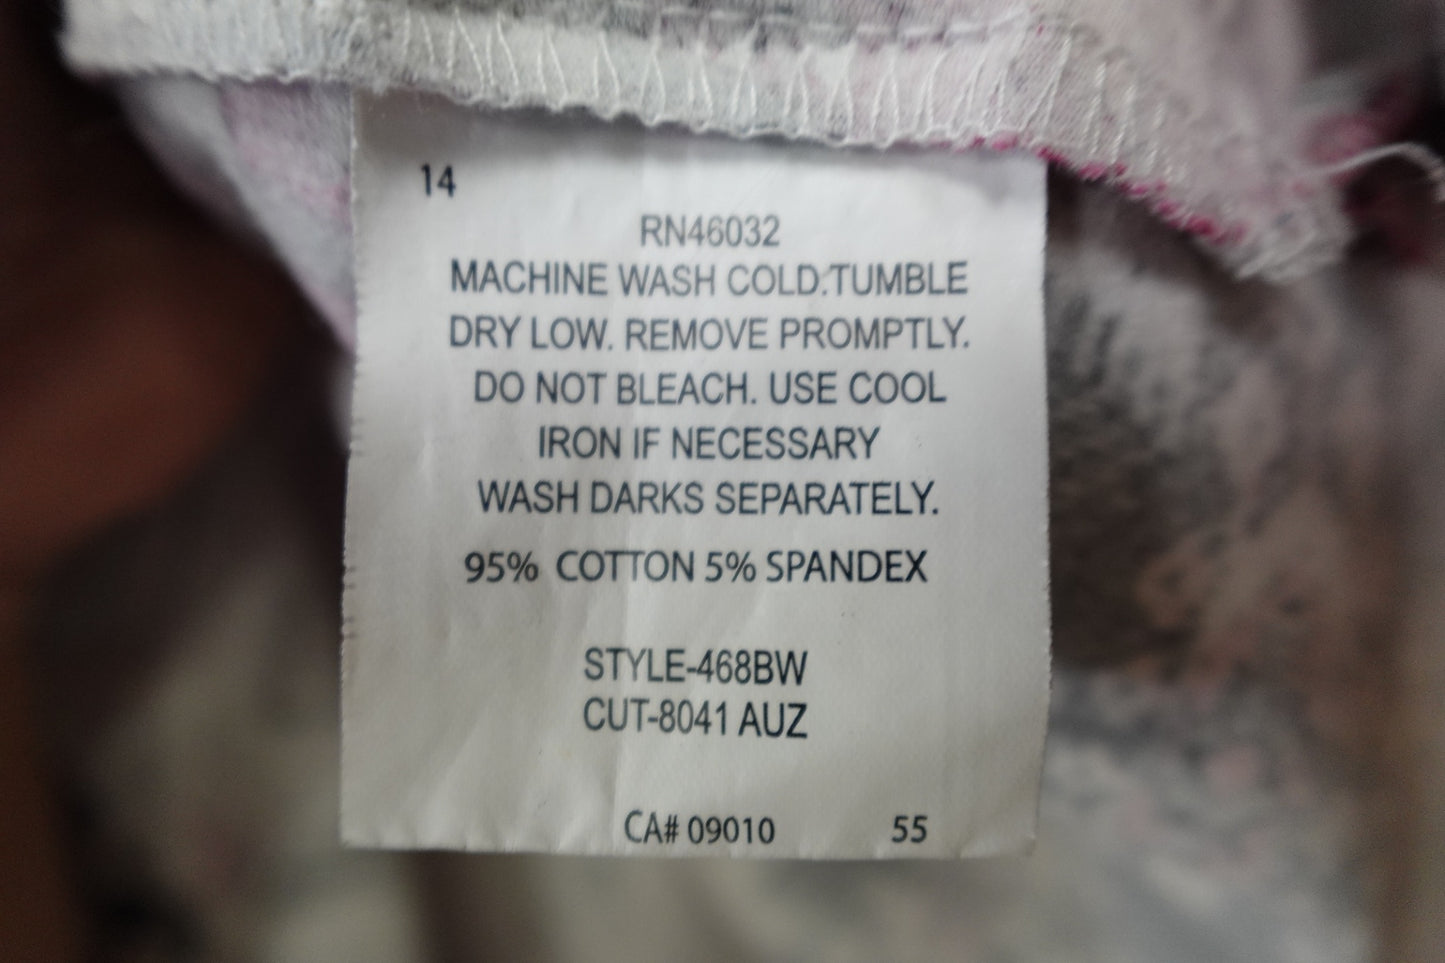 14
RN46032
MACHINE WASH COLD.TUMBLE
DRY LOW. REMOVE PROMPTLY.
DO NOT BLEACH. USE COOL
IRON IF NECESSARY
WASH DARKS SEPARATELY.
95% COTTON 5% SPANDEX
STYLE-468BW
CUT-8041 AUZ
CA# 09010 55